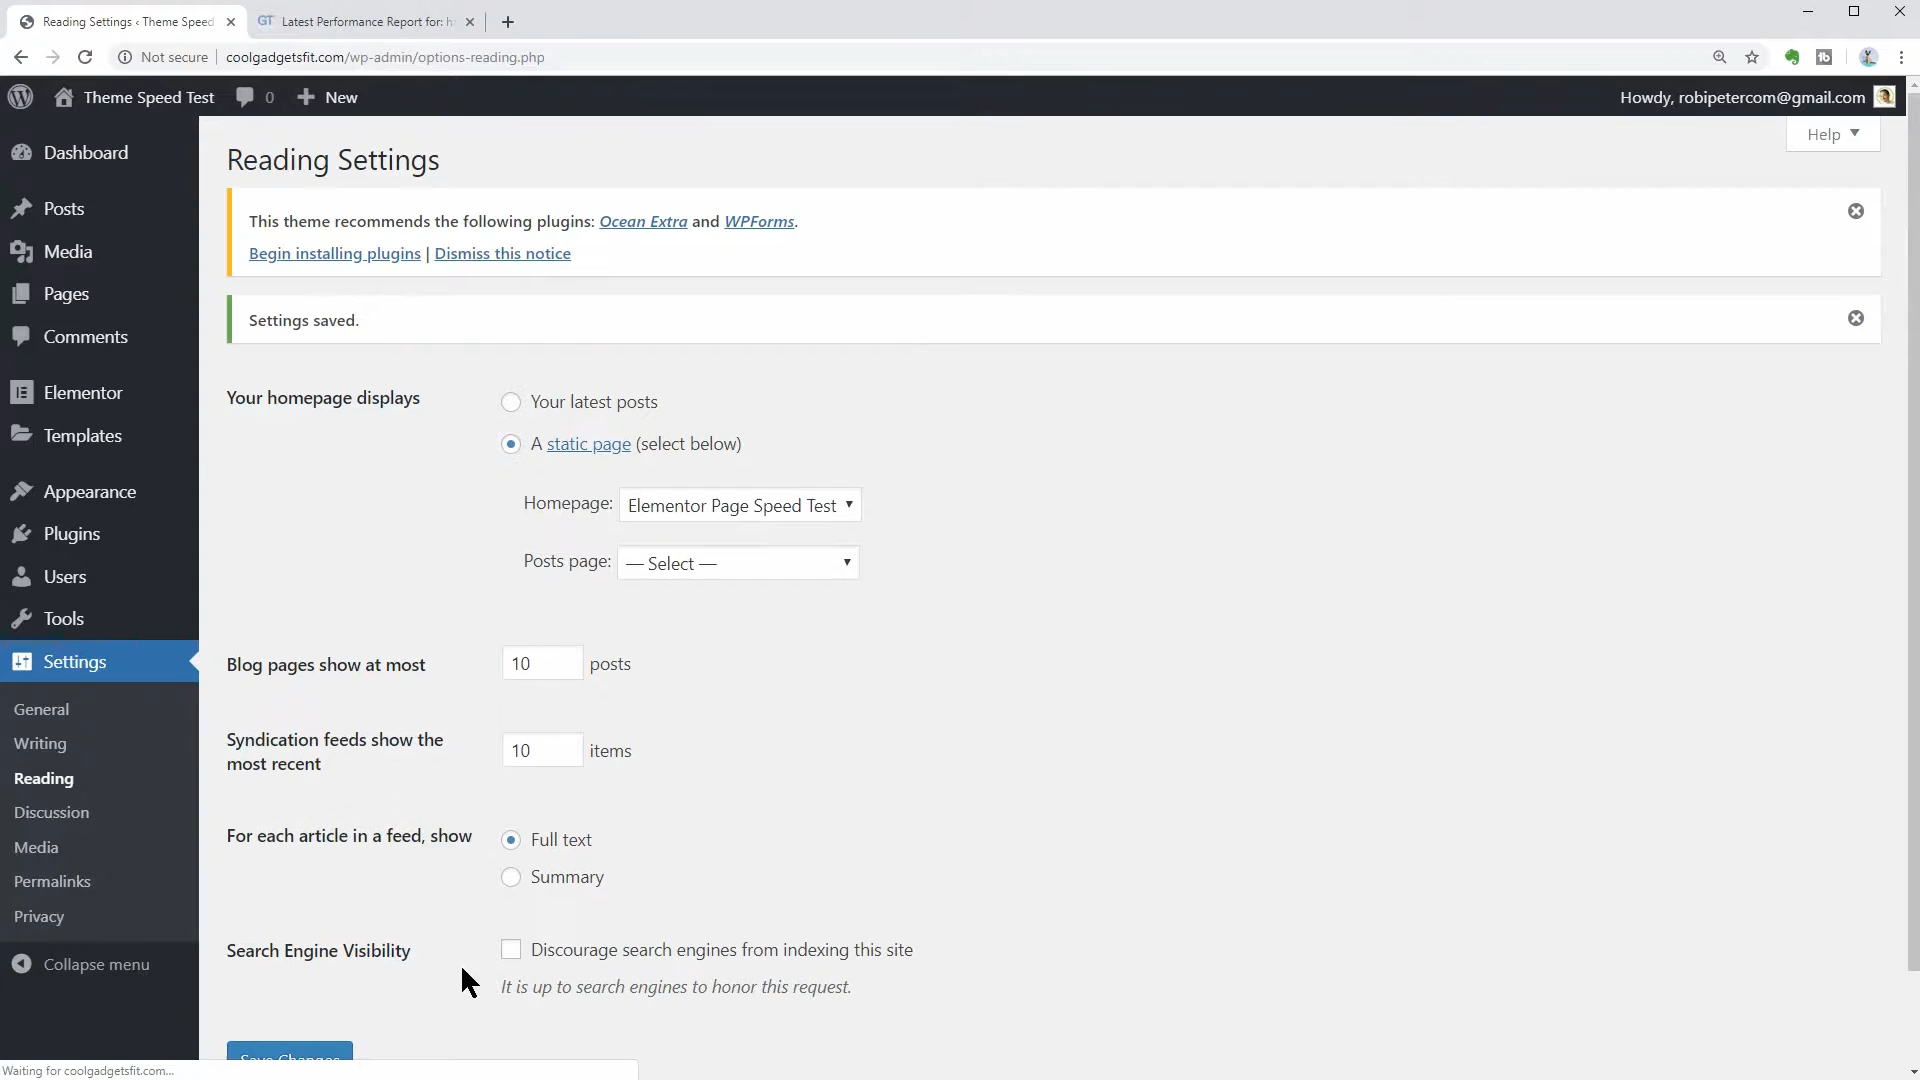 Reading Settings ‹ Theme Speed
GT Latest Performance Report for: h
Not secure | coolgadgetsfit.com/wp-admin/options-reading.php
Theme Speed Test 0 New
Howdy, robipetercom@gmail.com
Help
Dashboard
Posts
Media
Pages
Comments
Elementor
Templates
Appearance
Plugins
Users
Tools
Settings
General
Writing
Reading
Discussion
Media
Permalinks
Privacy
Collapse menu
Reading Settings
This theme recommends the following plugins: Ocean Extra and WPForms.
Begin installing plugins | Dismiss this notice
Settings saved.
Your homepage displays
Your latest posts
A static page (select below)
Homepage: Elementor Page Speed Test
Posts page: — Select —
Blog pages show at most 10 posts
Syndication feeds show the
most recent
10 items
For each article in a feed, show
Full text
Summary
Search Engine Visibility
Discourage search engines from indexing this site
It is up to search engines to honor this request.
Save Changes
Waiting for coolgadgetsfit.com...